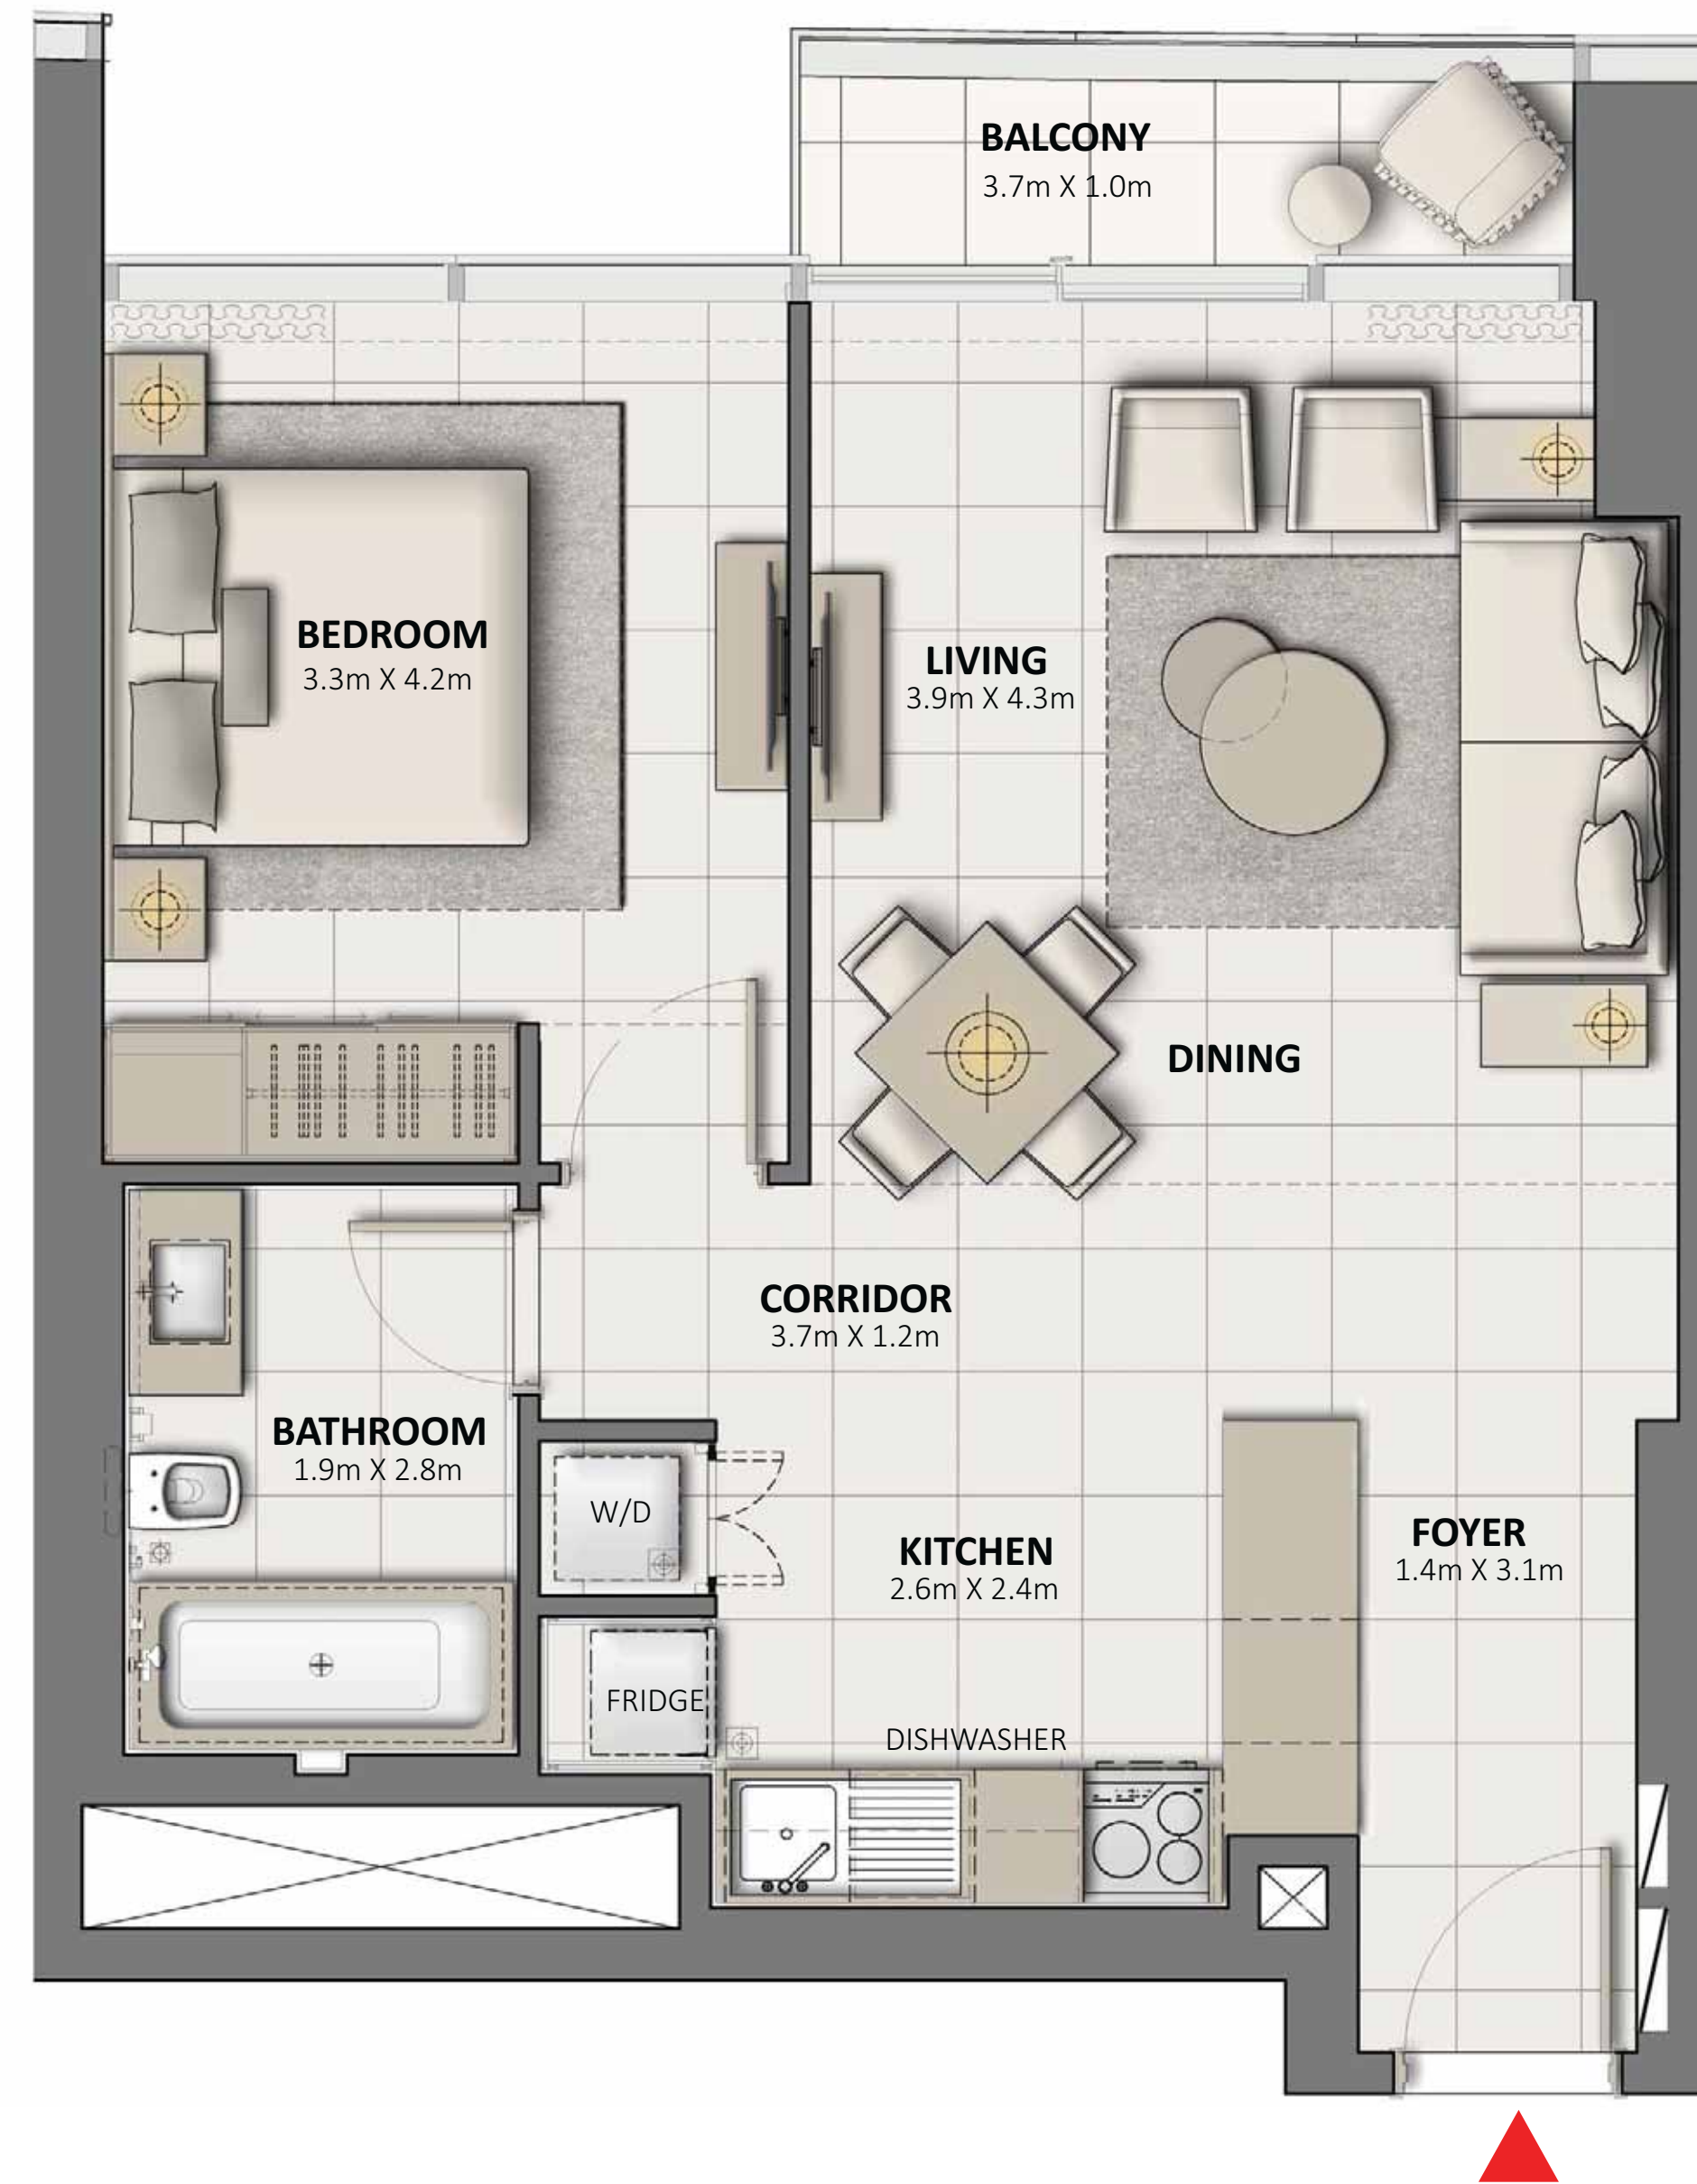 BALCONY
3.7m X 1.0m
BEDROOM
3.3m X 4.2m
LIVING
3.9m X 4.3m
DINING
CORRIDOR
3.7m X 1.2m
BATHROOM
1.9m X 2.8m
W/D
KITCHEN
2.6m X 2.4m
FOYER
1.4m X 3.1m
FRIDGE
DISHWASHER